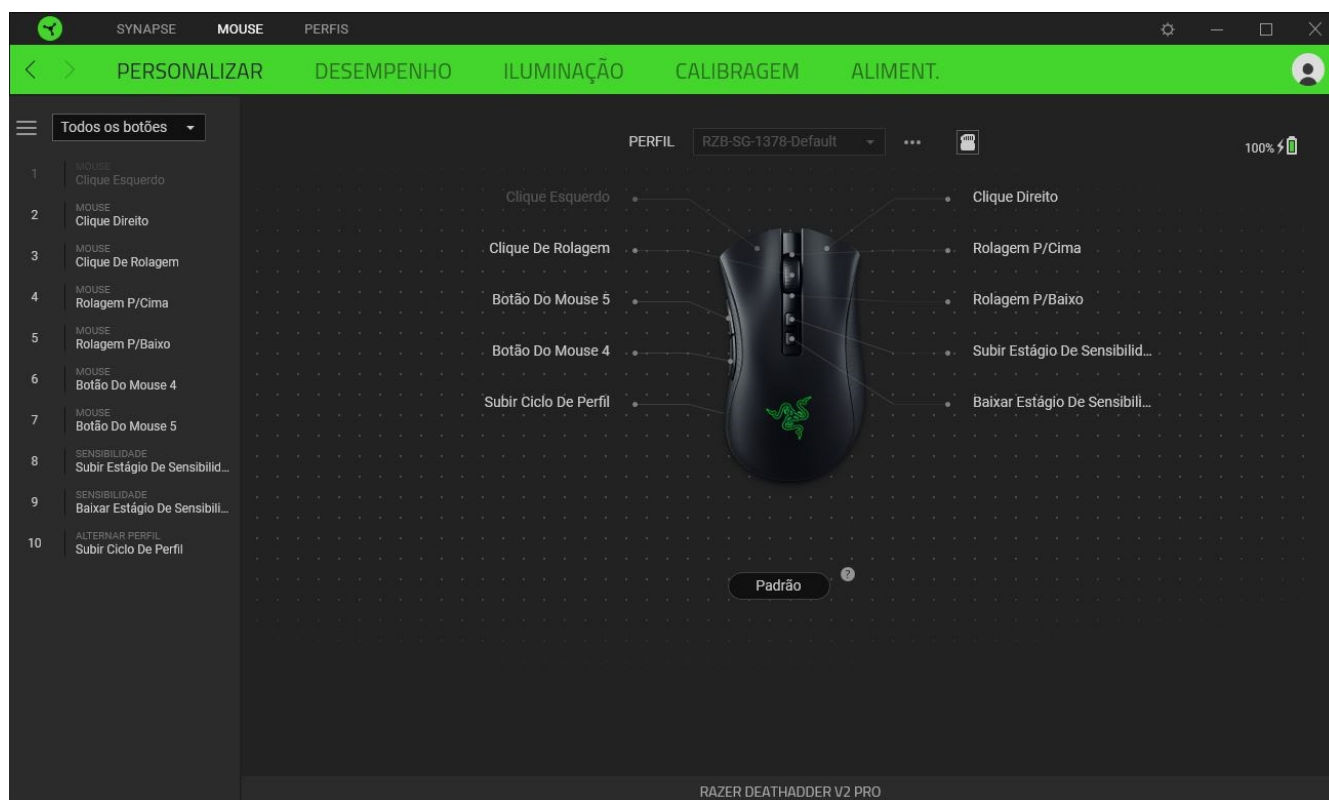 SYNAPSE MOUSE PERFIS
PERSONALIZAR DESEMPENHO ILUMINAÇÃO CALIBRAGEM ALIMENT.
Todos os botões
PERFIL RZB-SG-1378-Default
100%
1 MOUSE
Clique Esquerdo
2 MOUSE
Clique Direito
3 MOUSE
Clique De Rolagem
4 MOUSE
Rolagem P/Cima
5 MOUSE
Rolagem P/Baixo
6 MOUSE
Botão Do Mouse 4
7 MOUSE
Botão Do Mouse 5
8 SENSIBILIDADE
Subir Estágio De Sensibilid...
9 SENSIBILIDADE
Baixar Estágio De Sensibili...
10 ALTERNAR PERFIL
Subir Ciclo De Perfil
Clique Esquerdo
Clique De Rolagem
Botão Do Mouse 5
Botão Do Mouse 4
Subir Ciclo De Perfil
Clique Direito
Rolagem P/Cima
Rolagem P/Baixo
Subir Estágio De Sensibilid...
Baixar Estágio De Sensibili...
Padrão ?
RAZER DEATHADDER V2 PRO